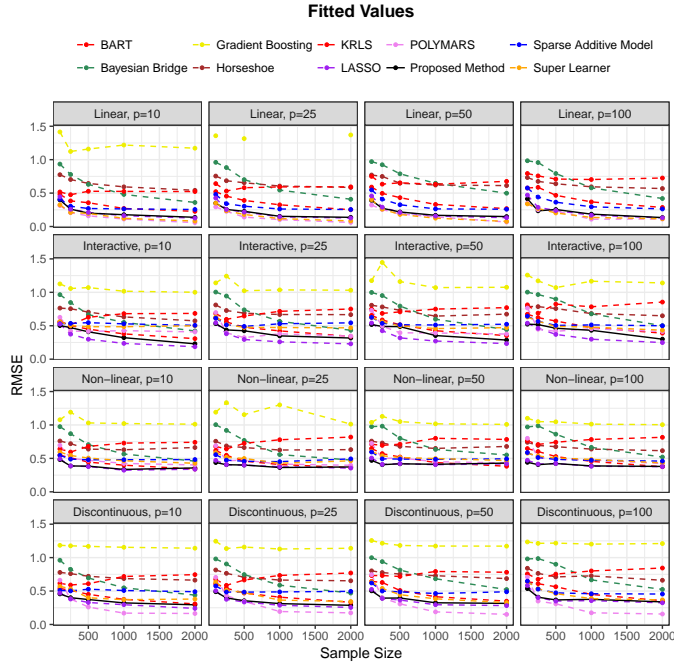 Fitted Values
BART Gradient Boosting KRLS POLYMARS Sparse Additive Model
Bayesian Bridge Horseshoe LASSO Proposed Method Super Learner
Linear, p=10 Linear, p=25 Linear, p=50 Linear, p=100
1.5
1.0
0.5
0.0
Interactive, p=10 Interactive, p=25 Interactive, p=50 Interactive, p=100
1.5
1.0
0.5
0.0
RMSE
Non−linear, p=10 Non−linear, p=25 Non−linear, p=50 Non−linear, p=100
1.5
1.0
0.5
0.0
Discontinuous, p=10 Discontinuous, p=25 Discontinuous, p=50 Discontinuous, p=100
1.5
1.0
0.5
0.0
500 1000 1500 2000 500 1000 1500 2000 500 1000 1500 2000 500 1000 1500 2000
Sample Size